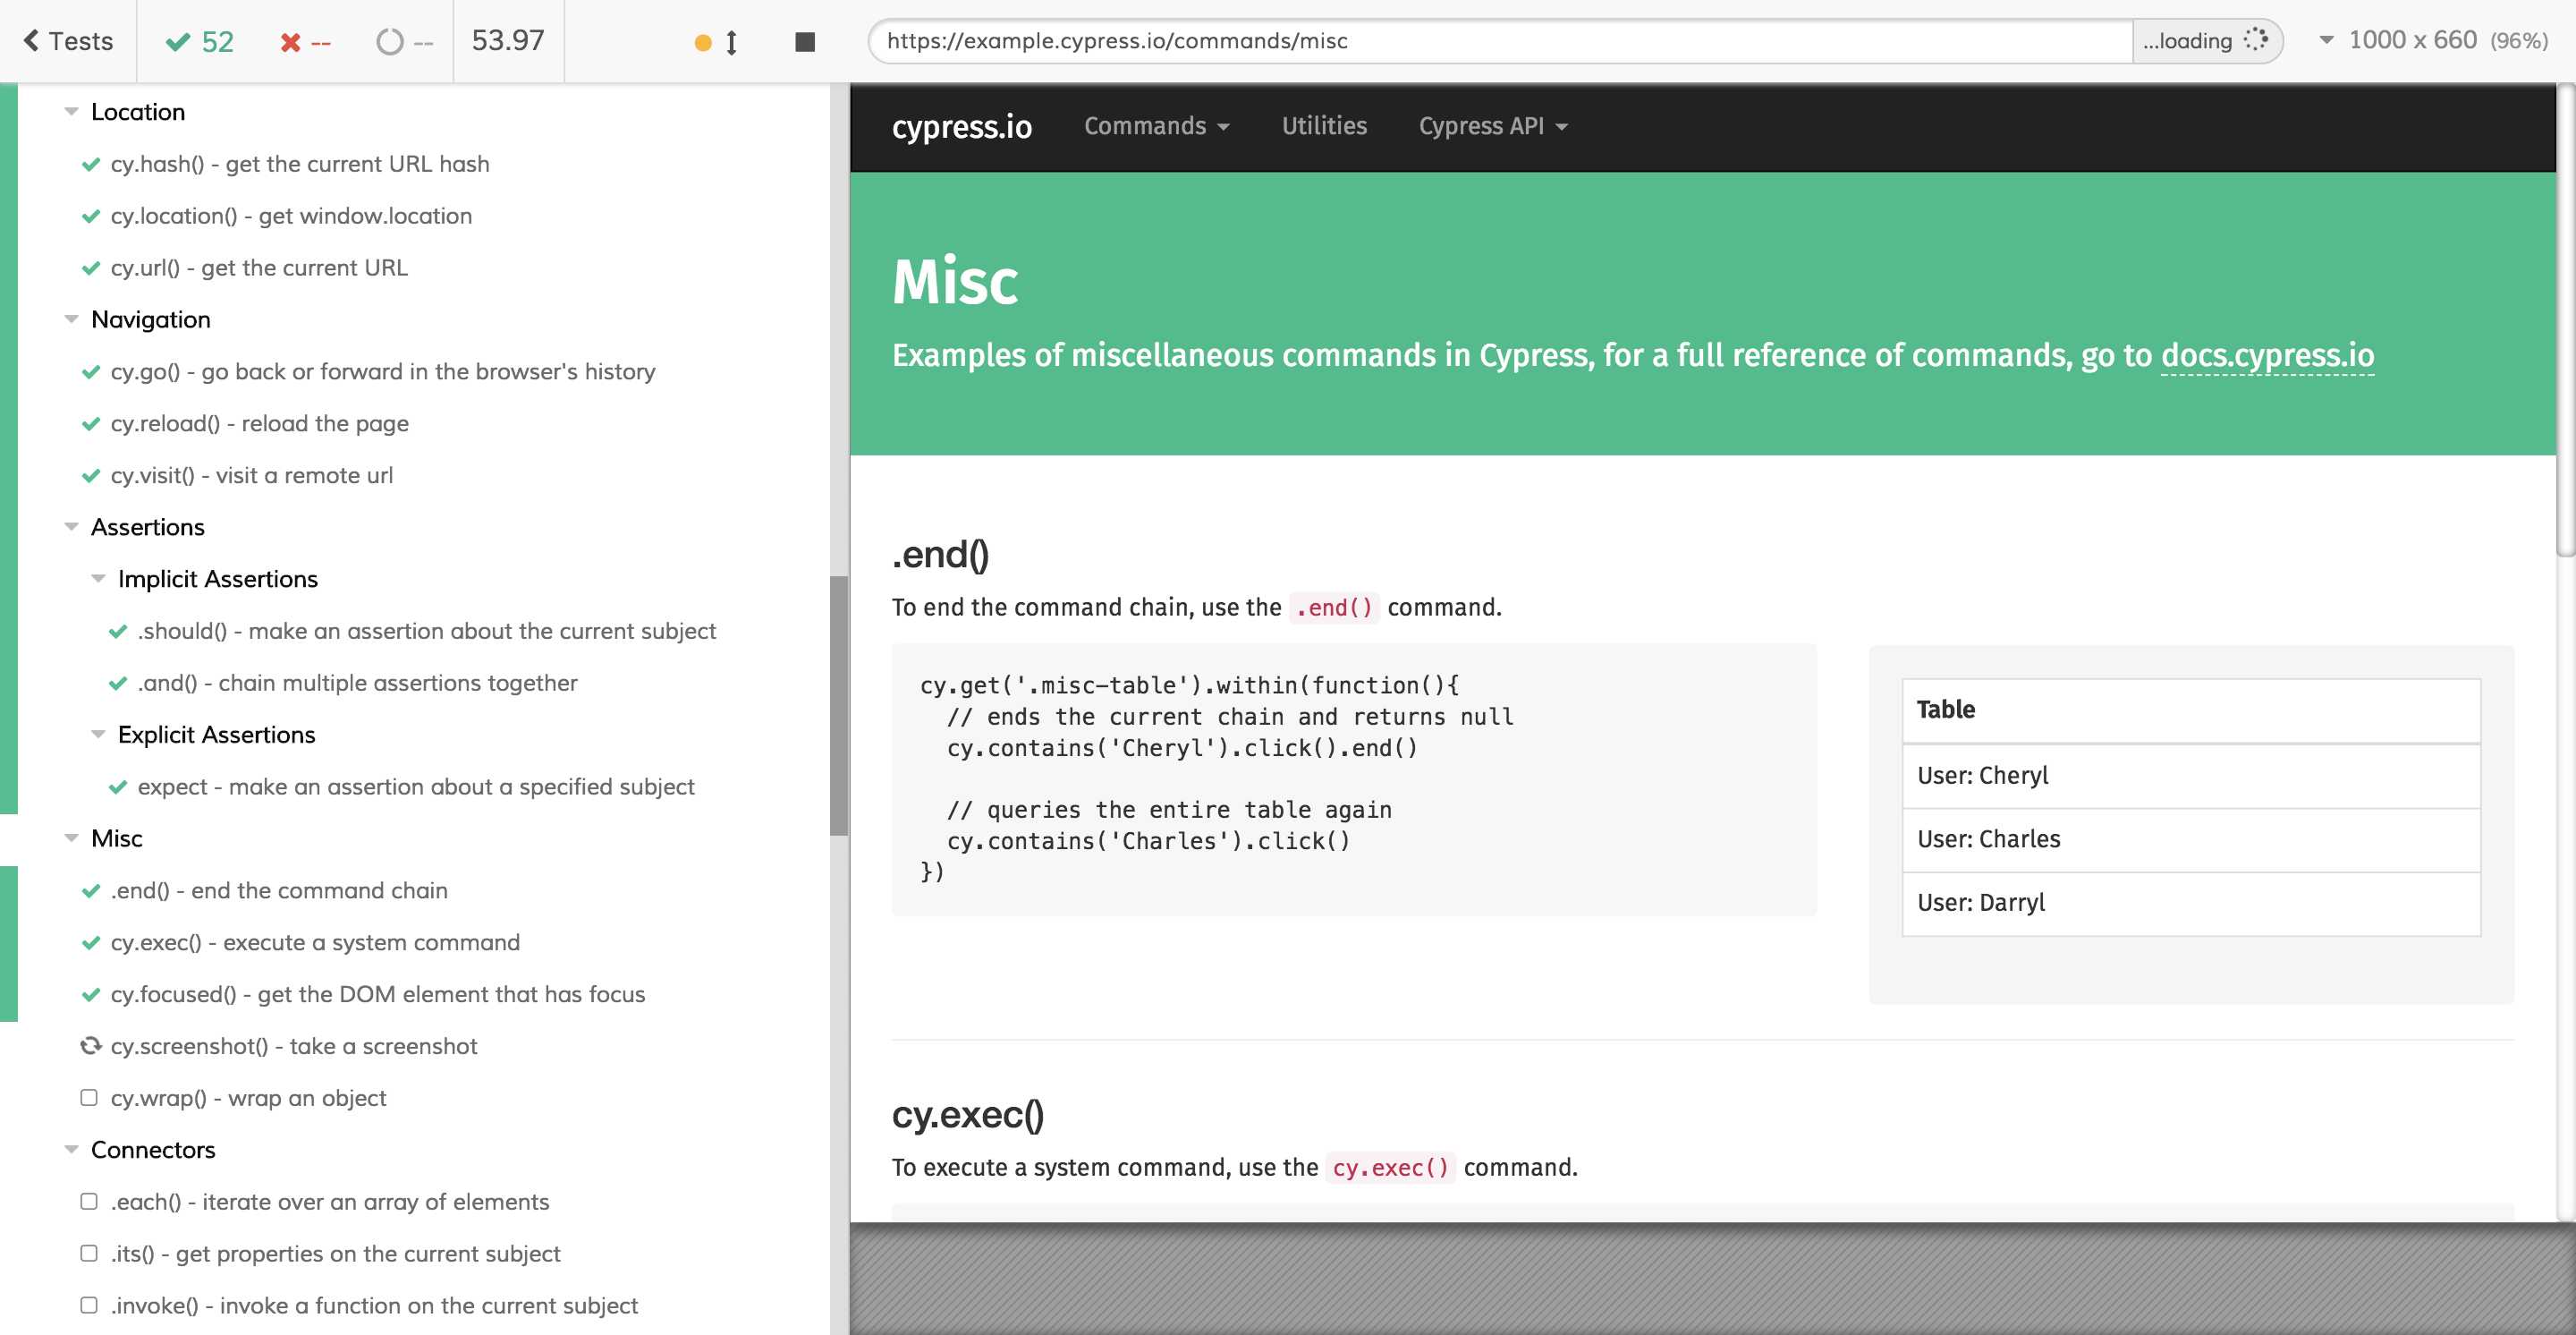 Tests
52
--
--
53.97
https://example.cypress.io/commands/misc
...loading
1000 x 660 (96%)
Location
cy.hash() - get the current URL hash
cy.location() - get window.location
cy.url() - get the current URL
Navigation
cy.go() - go back or forward in the browser's history
cy.reload() - reload the page
cy.visit() - visit a remote url
Assertions
Implicit Assertions
.should() - make an assertion about the current subject
.and() - chain multiple assertions together
Explicit Assertions
expect - make an assertion about a specified subject
Misc
.end() - end the command chain
cy.exec() - execute a system command
cy.focused() - get the DOM element that has focus
cy.screenshot() - take a screenshot
cy.wrap() - wrap an object
Connectors
.each() - iterate over an array of elements
.its() - get properties on the current subject
.invoke() - invoke a function on the current subject
cypress.io
Commands
Utilities
Cypress API
Misc
Examples of miscellaneous commands in Cypress, for a full reference of commands, go to docs.cypress.io
.end()
To end the command chain, use the .end() command.
cy.get('.misc-table').within(function(){
// ends the current chain and returns null
cy.contains('Cheryl').click().end()
// queries the entire table again
cy.contains('Charles').click()
})
Table
User: Cheryl
User: Charles
User: Darryl
cy.exec()
To execute a system command, use the cy.exec() command.